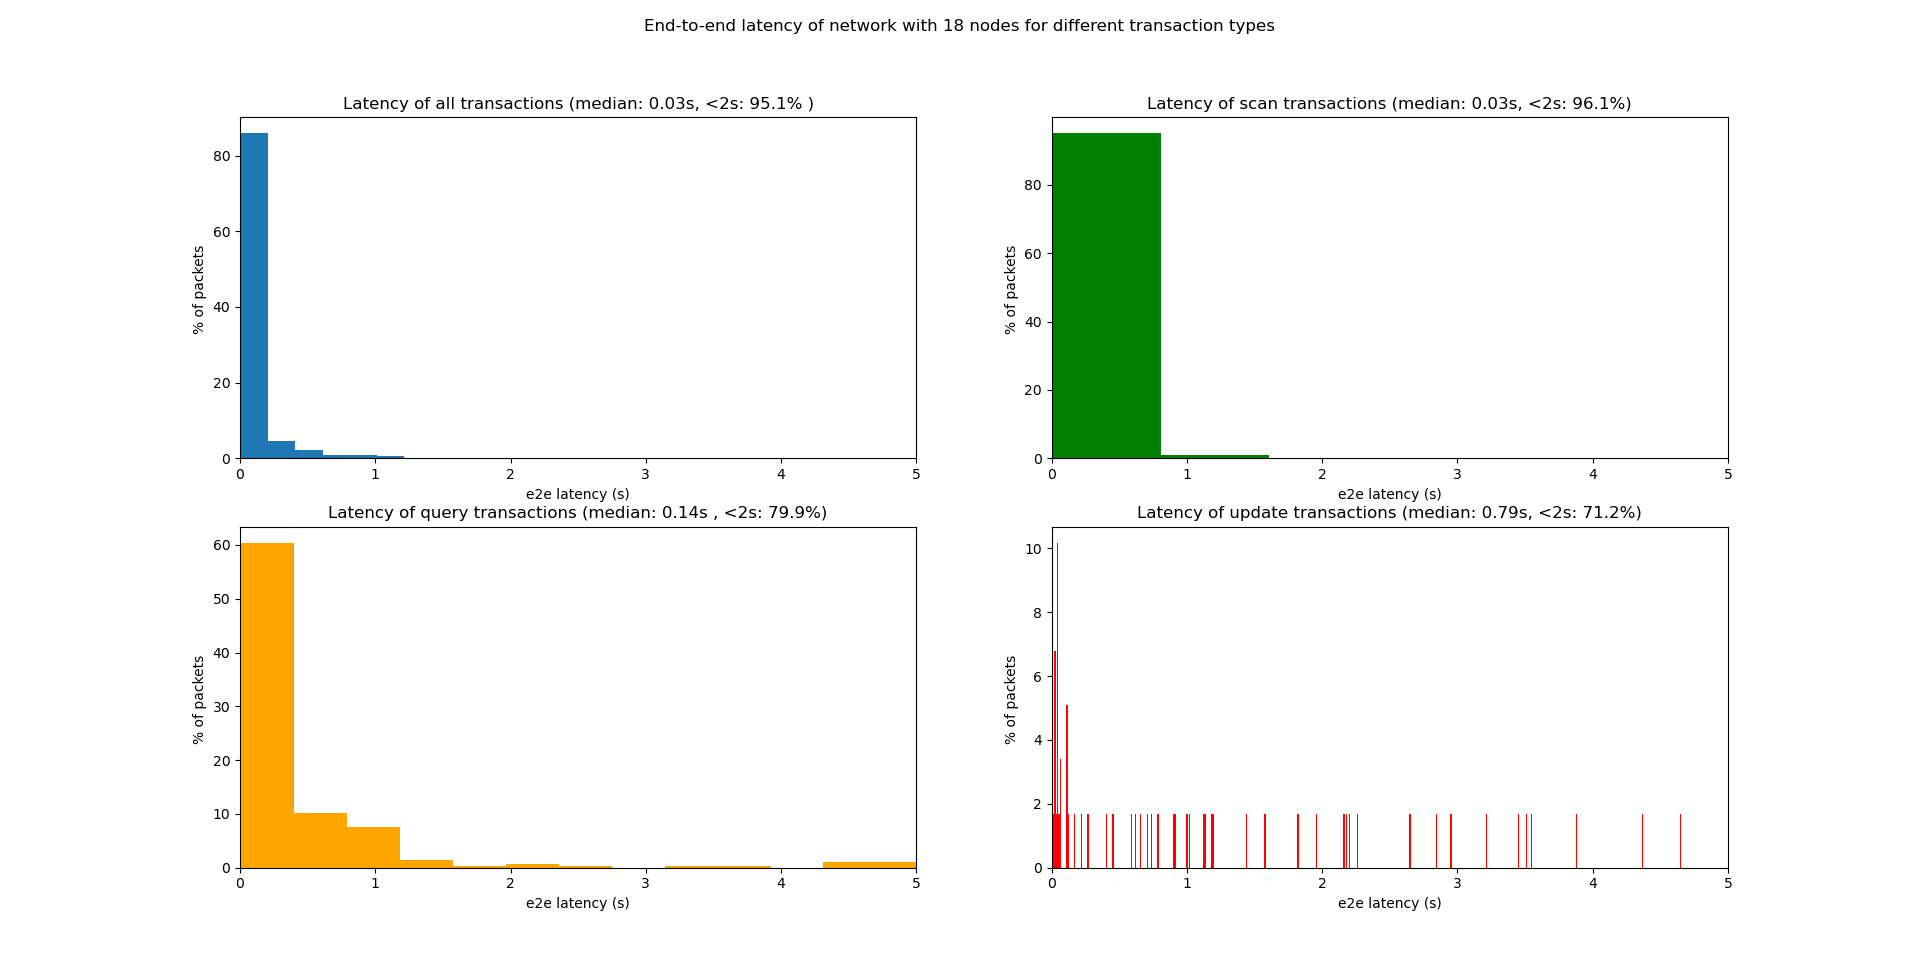 End-to-end latency of network with 18 nodes for different transaction types
Latency of all transactions (median: 0.03s, <2s: 95.1% )
% of packets
80
60
40
20
0
0 1 2 3 4 5
e2e latency (s)
Latency of scan transactions (median: 0.03s, <2s: 96.1%)
% of packets
80
60
40
20
0
0 1 2 3 4 5
e2e latency (s)
Latency of query transactions (median: 0.14s , <2s: 79.9%)
% of packets
60
50
40
30
20
10
0
0 1 2 3 4 5
e2e latency (s)
Latency of update transactions (median: 0.79s, <2s: 71.2%)
% of packets
10
8
6
4
2
0
0 1 2 3 4 5
e2e latency (s)